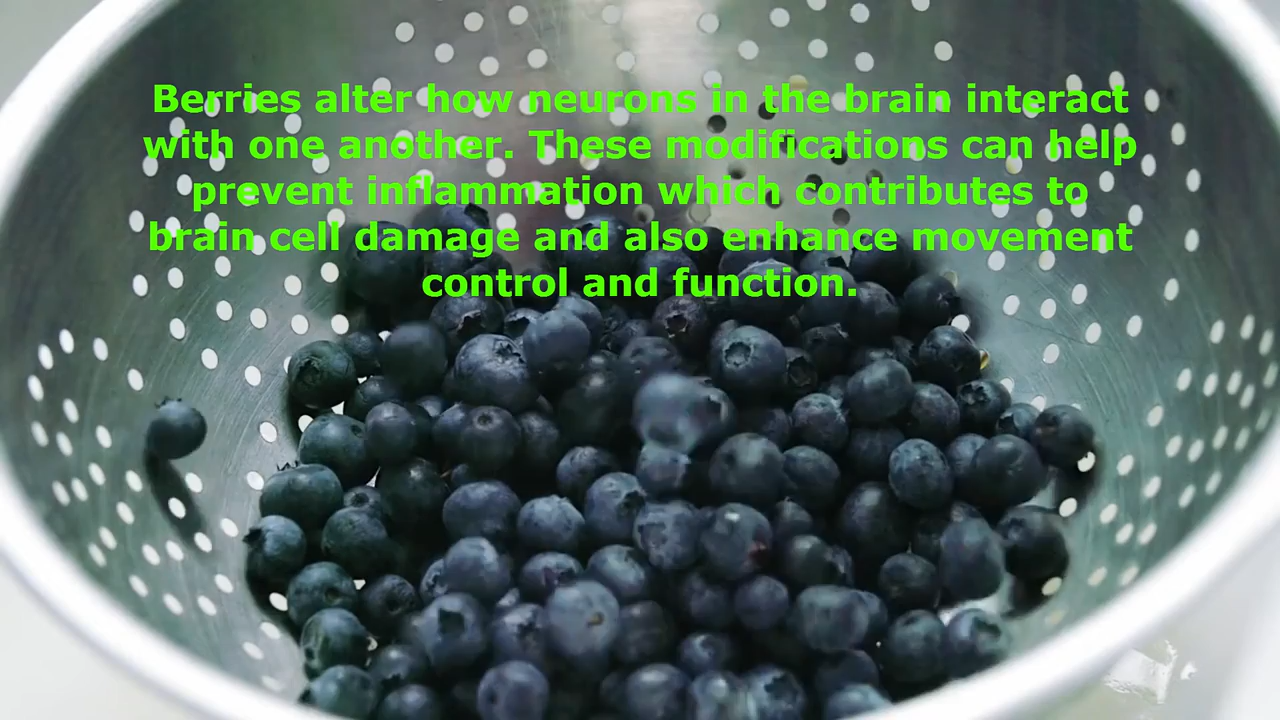 Berries alter how neurons in the brain interact
with one another. These modifications can help
prevent inflammation which contributes to
brain cell damage and also enhance movement
control and function.